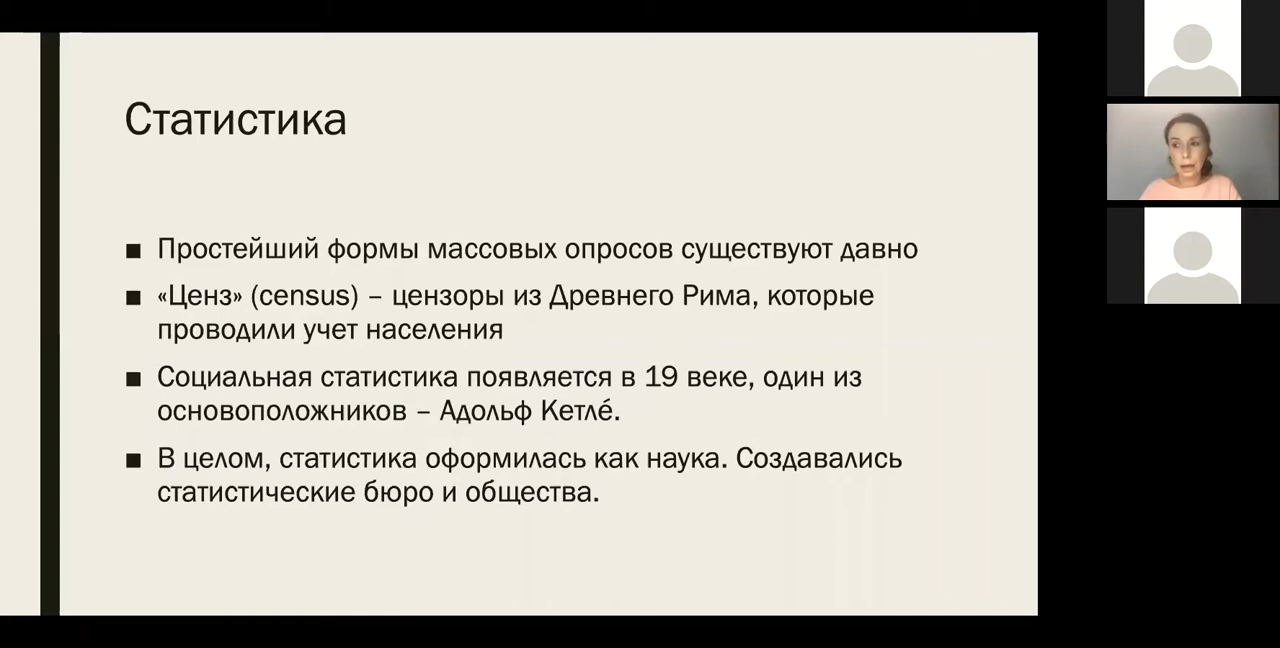 Статистика
■ Простейший формы массовых опросов существуют давно
■ «Ценз» (census) – цензоры из Древнего Рима, которые
проводили учет населения
■ Социальная статистика появляется в 19 веке, один из
основоположников – Адольф Кетле́.
■ В целом, статистика оформилась как наука. Создавались
статистические бюро и общества.